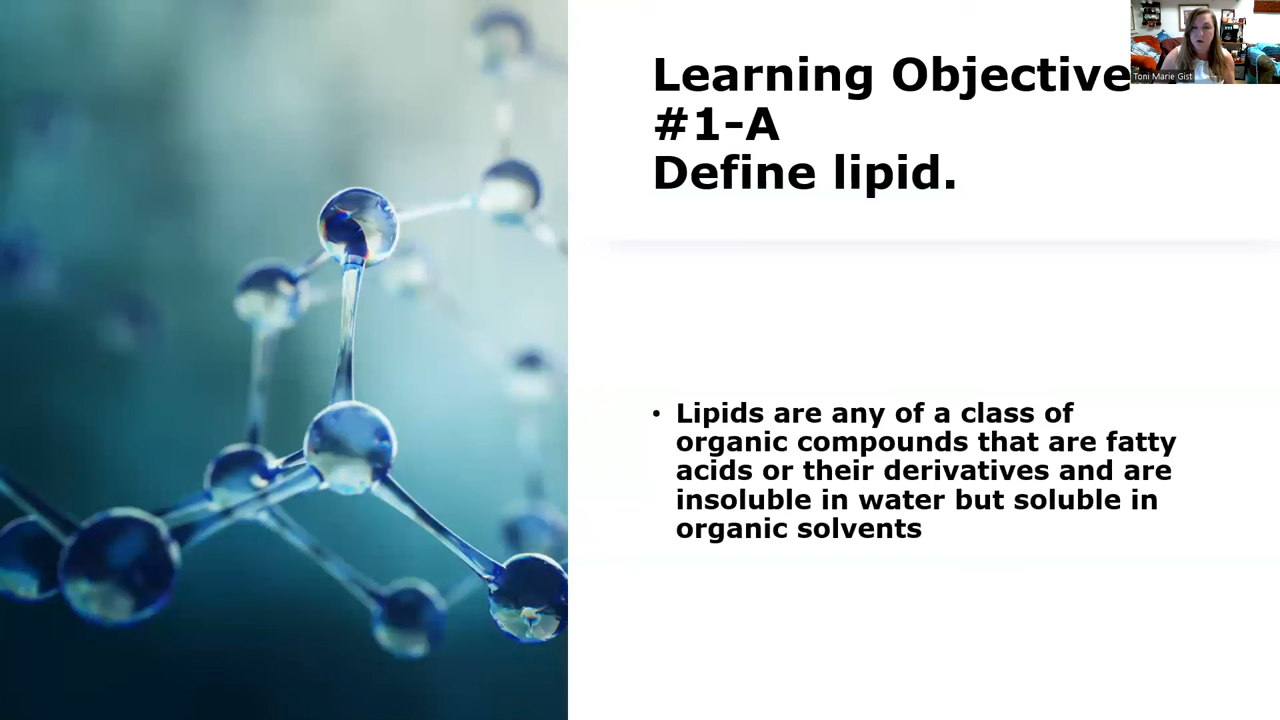 Learning Objective
#1-A
Define lipid.
Toni Marie Gist
• Lipids are any of a class of
organic compounds that are fatty
acids or their derivatives and are
insoluble in water but soluble in
organic solvents